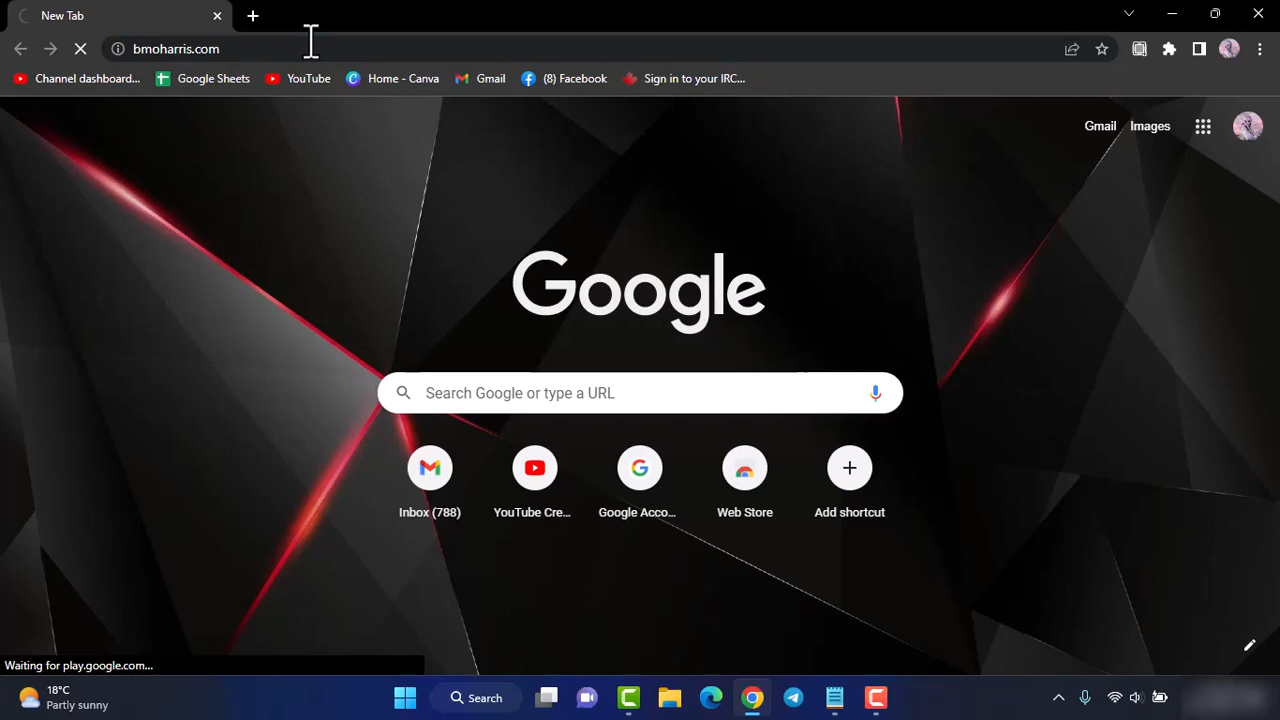 New Tab
bmoharris.com
Channel dashboard... Google Sheets YouTube Home - Canva Gmail (8) Facebook Sign in to your IRC...
Gmail Images
Google
Search Google or type a URL
Inbox (788) YouTube Cre... Google Acco... Web Store Add shortcut
Waiting for play.google.com...
18°C
Partly sunny
Search